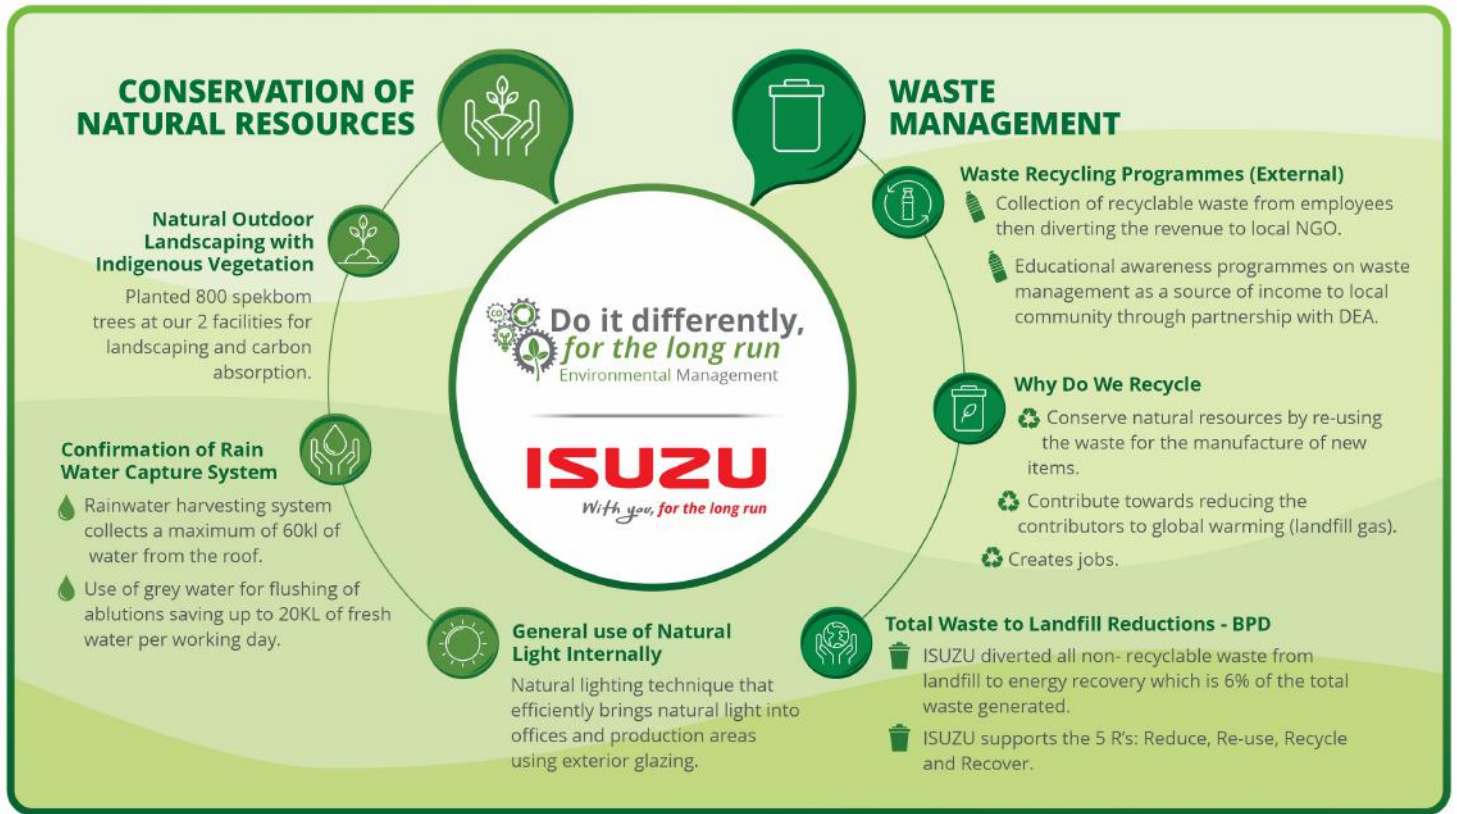 CONSERVATION OF
NATURAL RESOURCES
Natural Outdoor
Landscaping with
Indigenous Vegetation
Planted 800 spekbom
trees at our 2 facilities for
landscaping and carbon
absorption.
Confirmation of Rain
Water Capture System
Rainwater harvesting system
collects a maximum of 60kl of
water from the roof.
Use of grey water for flushing of
ablutions saving up to 20KL of fresh
water per working day.
General use of Natural
Light Internally
Natural lighting technique that
efficiently brings natural light into
offices and production areas
using exterior glazing.
CO
Do it differently,
for the long run
Environmental Management
ISUZU
With you, for the long run
WASTE
MANAGEMENT
Waste Recycling Programmes (External)
Collection of recyclable waste from employees
then diverting the revenue to local NGO.
Educational awareness programmes on waste
management as a source of income to local
community through partnership with DEA.
Why Do We Recycle
Conserve natural resources by re-using
the waste for the manufacture of new
items.
Contribute towards reducing the
contributors to global warming (landfill gas).
Creates jobs.
Total Waste to Landfill Reductions - BPD
ISUZU diverted all non- recyclable waste from
landfill to energy recovery which is 6% of the total
waste generated.
ISUZU supports the 5 R's: Reduce, Re-use, Recycle
and Recover.